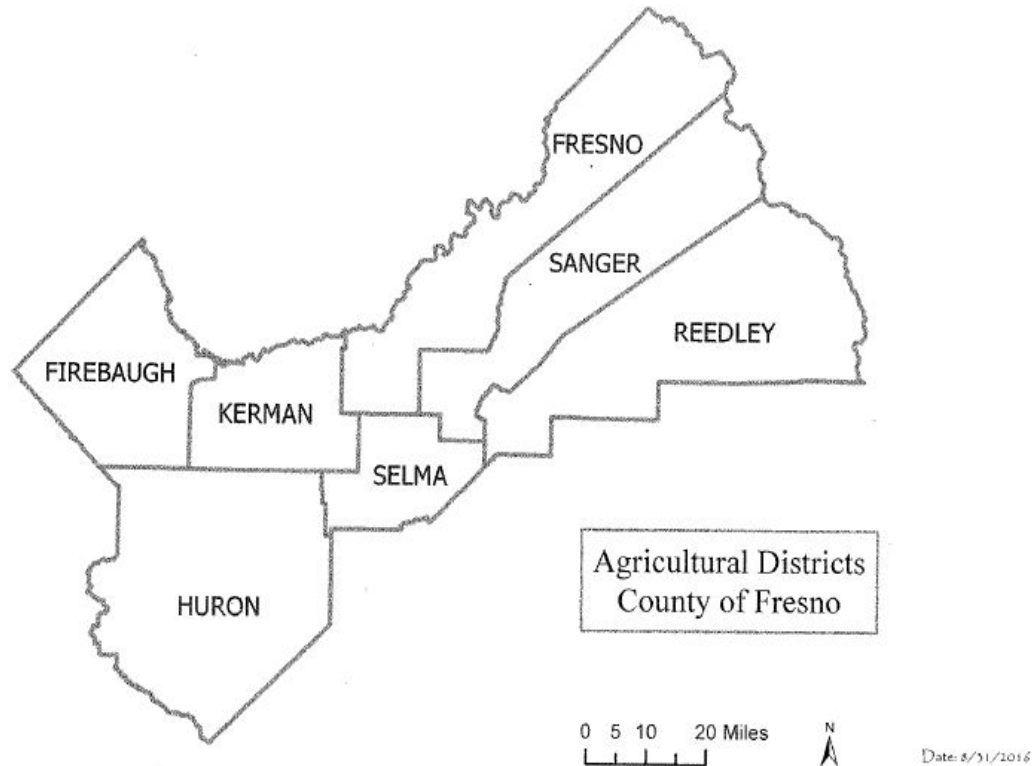 FRESNO
SANGER
REEDLEY
FIREBAUGH
KERMAN
SELMA
HURON
Agricultural Districts
County of Fresno
0 5 10 20 Miles
N
Date: 8/31/2016